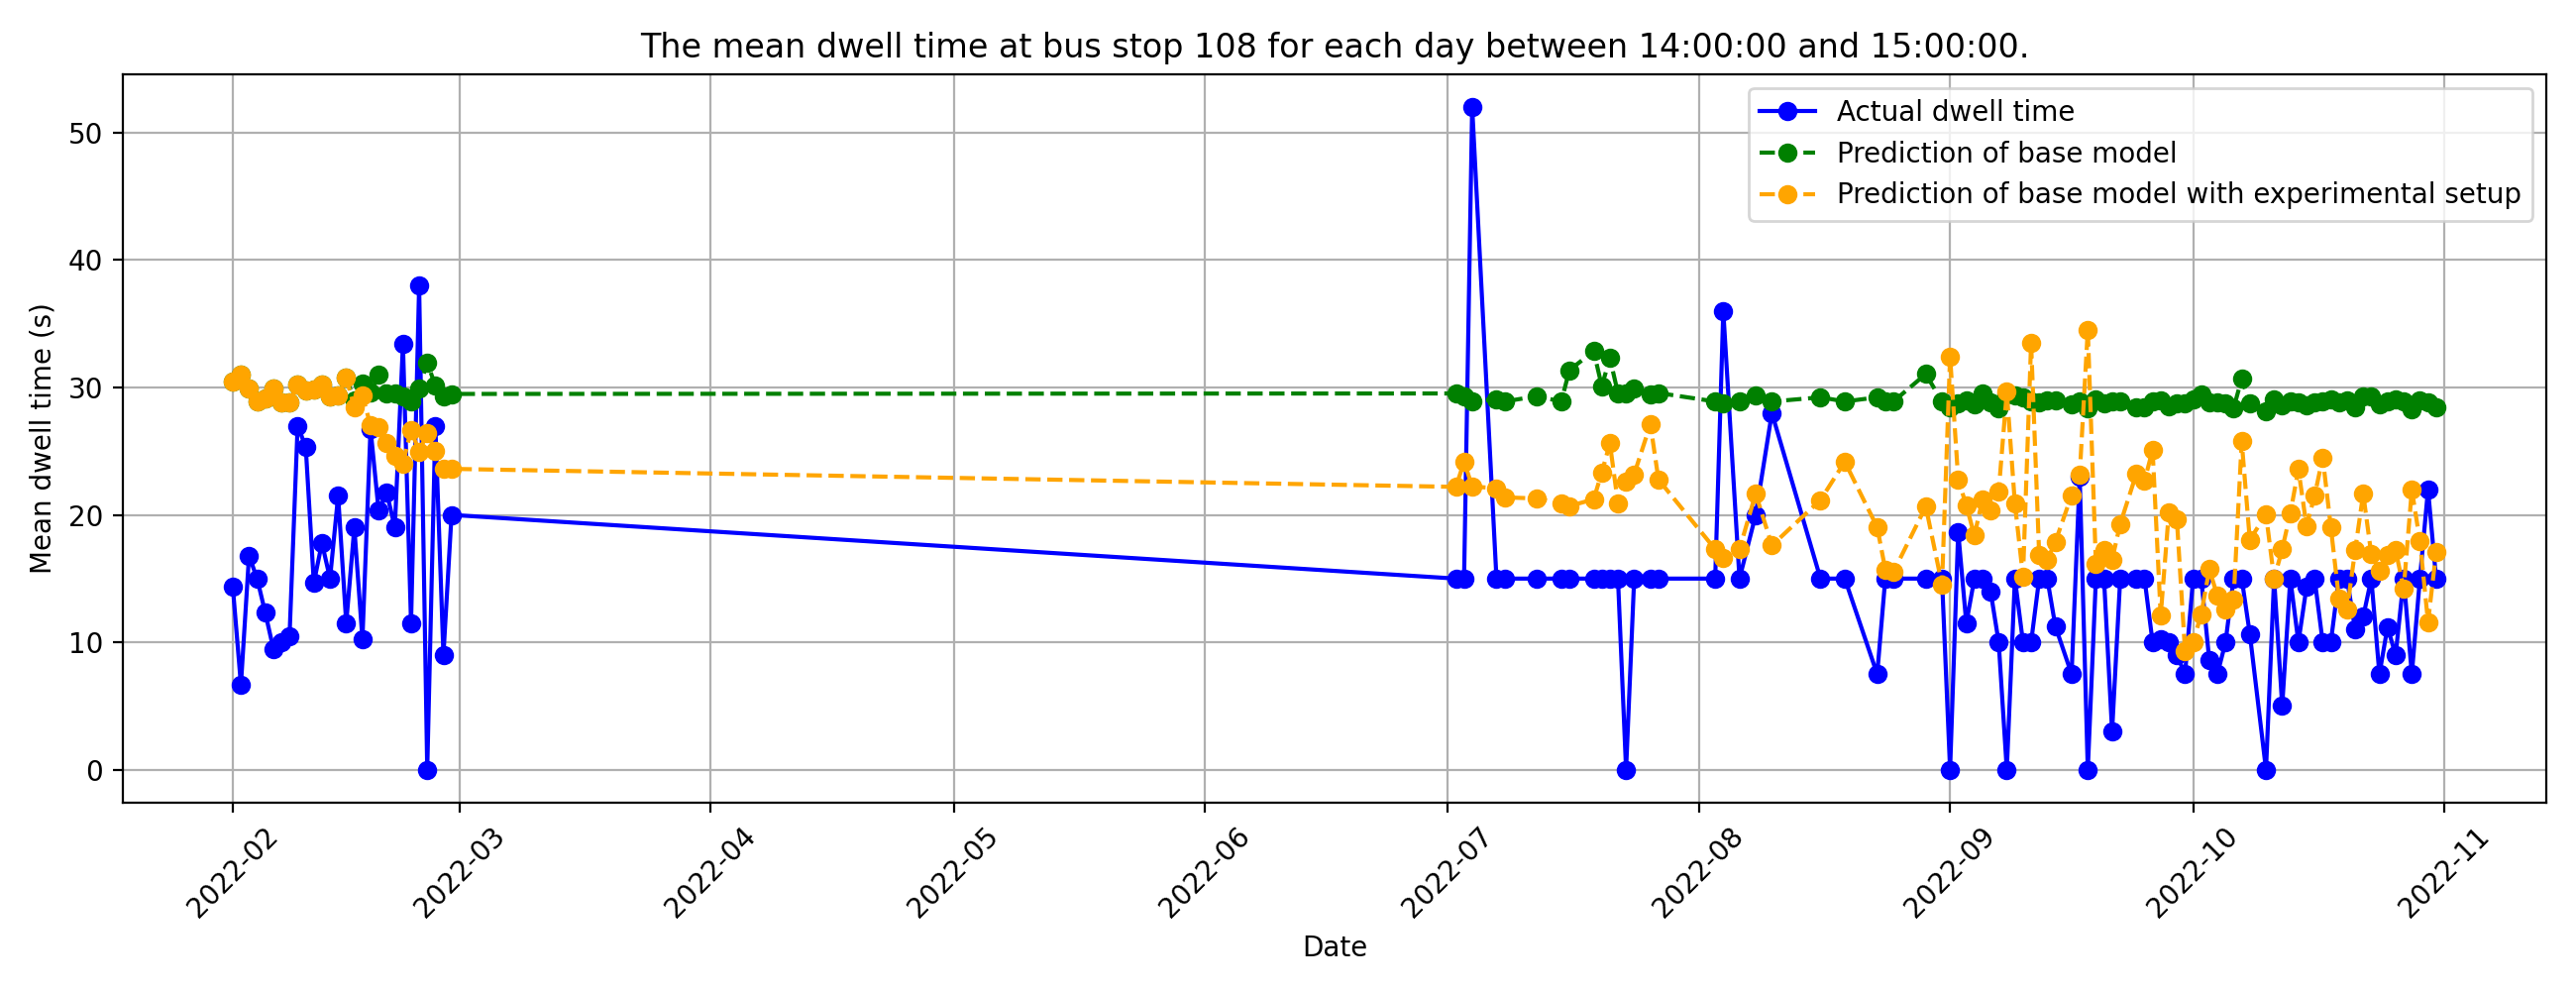 The mean dwell time at bus stop 108 for each day between 14:00:00 and 15:00:00.
Actual dwell time
Prediction of base model
Prediction of base model with experimental setup
Mean dwell time (s)
50
40
30
20
10
0
2022-02
2022-03
2022-04
2022-05
2022-06
2022-07
2022-08
2022-09
2022-10
2022-11
Date